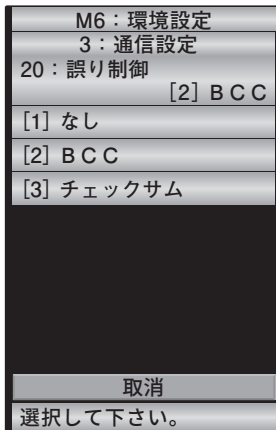 M6：環境設定
3：通信設定
20：誤り制御
[2] BCC
[1] なし
[2] BCC
[3] チェックサム
取消
選択して下さい。